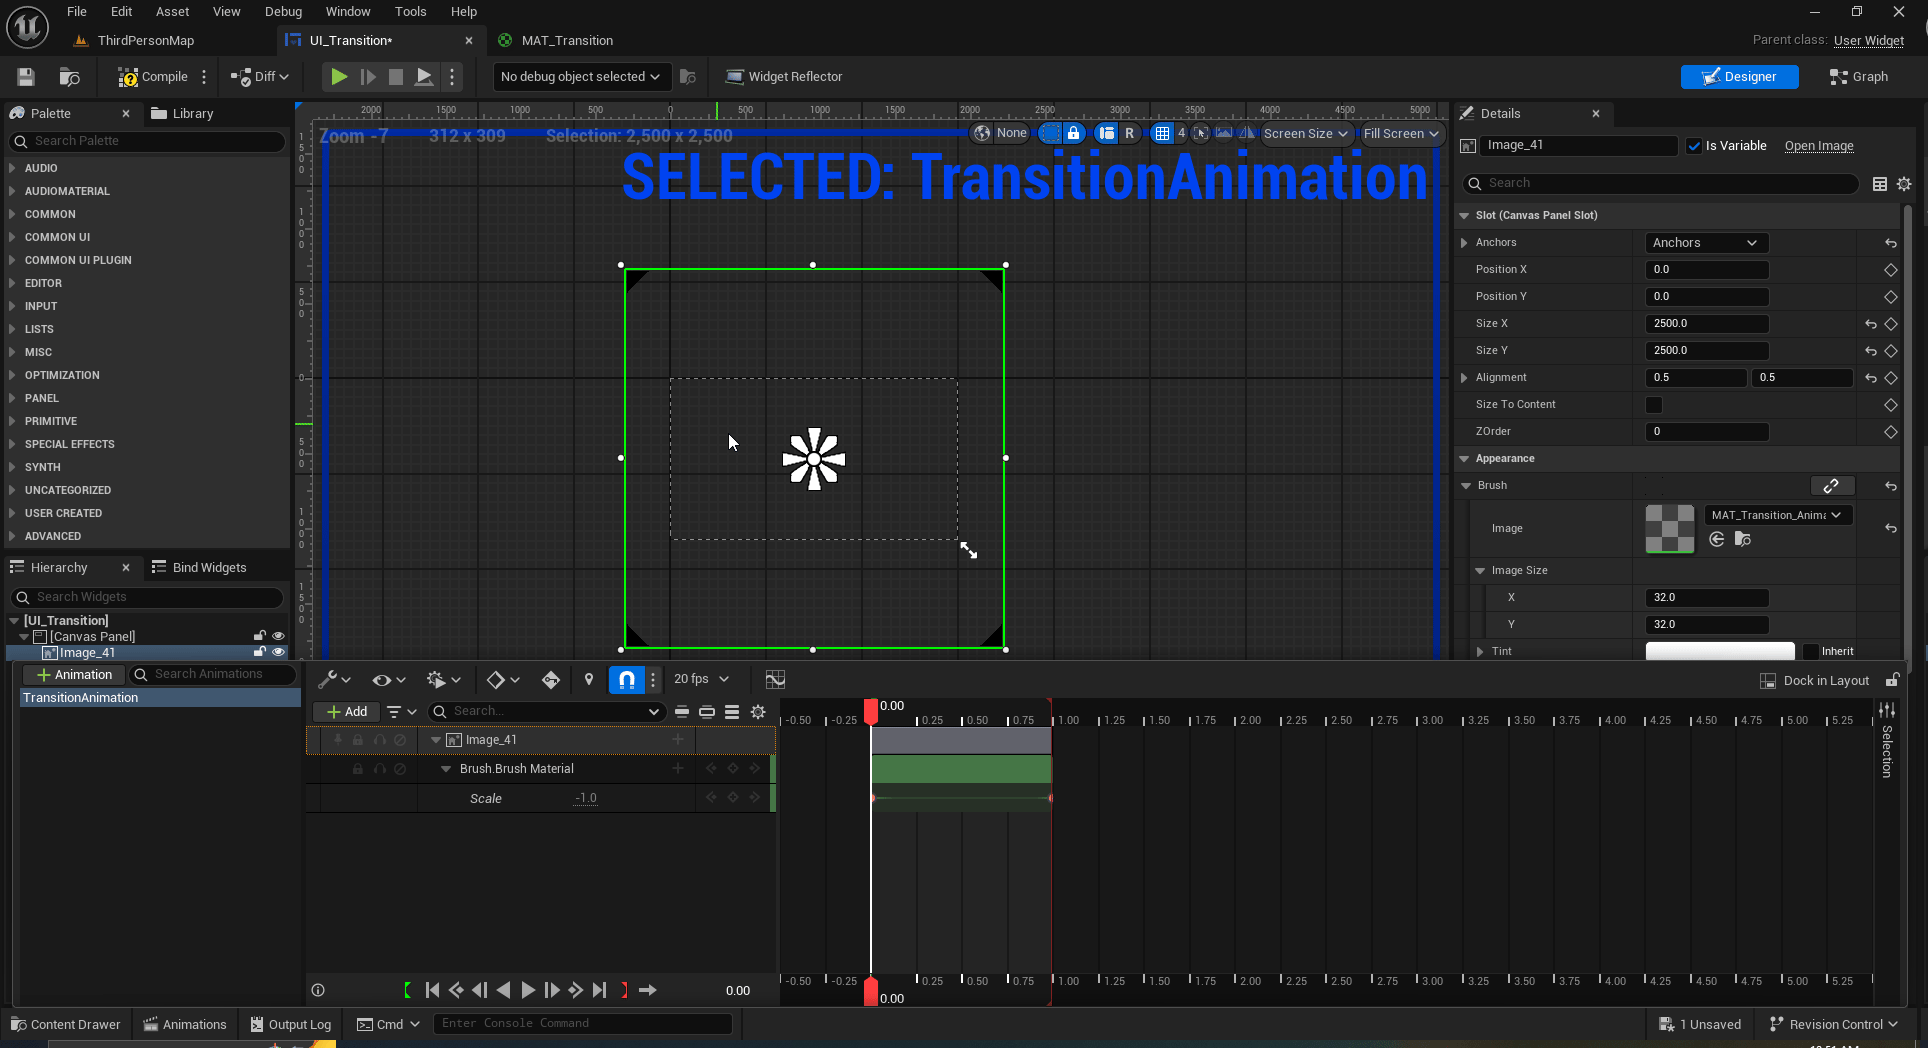 File Edit Asset View Debug Window Tools Help
ThirdPersonMap UI_Transition* MAT_Transition
Parent class: User Widget
Compile Diff No debug object selected Widget Reflector Designer Graph
Palette Library
Search Palette
AUDIO
AUDIOMATERIAL
COMMON
COMMON UI
COMMON UI PLUGIN
EDITOR
INPUT
LISTS
MISC
OPTIMIZATION
PANEL
PRIMITIVE
SPECIAL EFFECTS
SYNTH
UNCATEGORIZED
USER CREATED
ADVANCED
Hierarchy Bind Widgets
Search Widgets
[UI_Transition]
[Canvas Panel]
Image_41
2000 1500 1000 500 0 500 1000 1500 2000 2500 3000 3500 4000 4500 5000
1500
1000
500
0
500
1000
1500
Zoom -7 312 x 309 Selection: 2,500 x 2,500
None R 4 Screen Size Fill Screen
SELECTED: TransitionAnimation
Details
Image_41 Is Variable Open Image
Search
Slot (Canvas Panel Slot)
Anchors Anchors
Position X 0.0
Position Y 0.0
Size X 2500.0
Size Y 2500.0
Alignment 0.5 0.5
Size To Content
ZOrder 0
Appearance
Brush
Image MAT_Transition_Anima
Image Size
X 32.0
Y 32.0
Tint Inherit
Animation Search Animations
TransitionAnimation
20 fps
Dock in Layout
Add Search...
Image_41
Brush.Brush Material
Scale -1.0
0.00
-0.50 -0.25 0.25 0.50 0.75 1.00 1.25 1.50 1.75 2.00 2.25 2.50 2.75 3.00 3.25 3.50 3.75 4.00 4.25 4.50 4.75 5.00 5.25
Selection
-0.50 -0.25 0.25 0.50 0.75 1.00 1.25 1.50 1.75 2.00 2.25 2.50 2.75 3.00 3.25 3.50 3.75 4.00 4.25 4.50 4.75 5.00 5.25
0.00
0.00
Content Drawer Animations Output Log Cmd Enter Console Command 1 Unsaved Revision Control